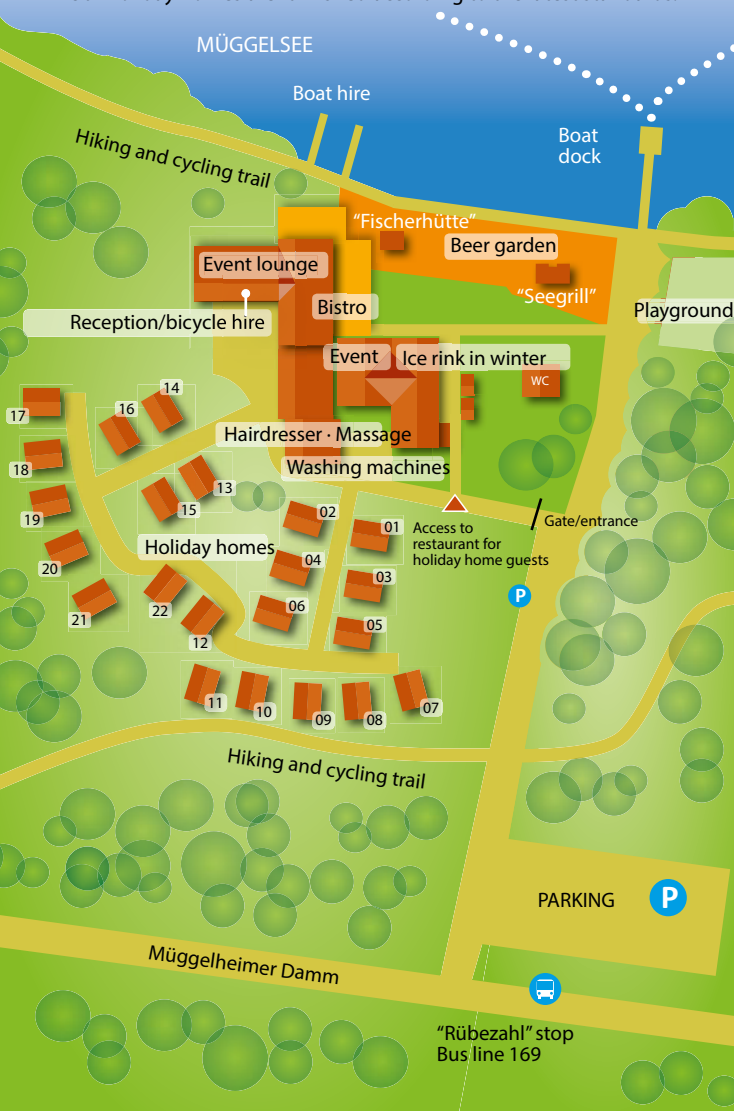 MÜGGELSEE
Boat hire
Boat
dock
Hiking and cycling trail
“Fischerhütte”
Beer garden
Event lounge
“Seegrill”
Bistro
Playground
Reception/bicycle hire
Event
Ice rink in winter
WC
14
17
16
Hairdresser · Massage
18
Washing machines
13
15
02
19
01
Gate/entrance
Access to
restaurant for
holiday home guests
Holiday homes
04
20
03
P
06
22
21
05
12
11
10
07
09
08
Hiking and cycling trail
PARKING
P
Müggelheimer Damm
“Rübezahl” stop
Bus line 169